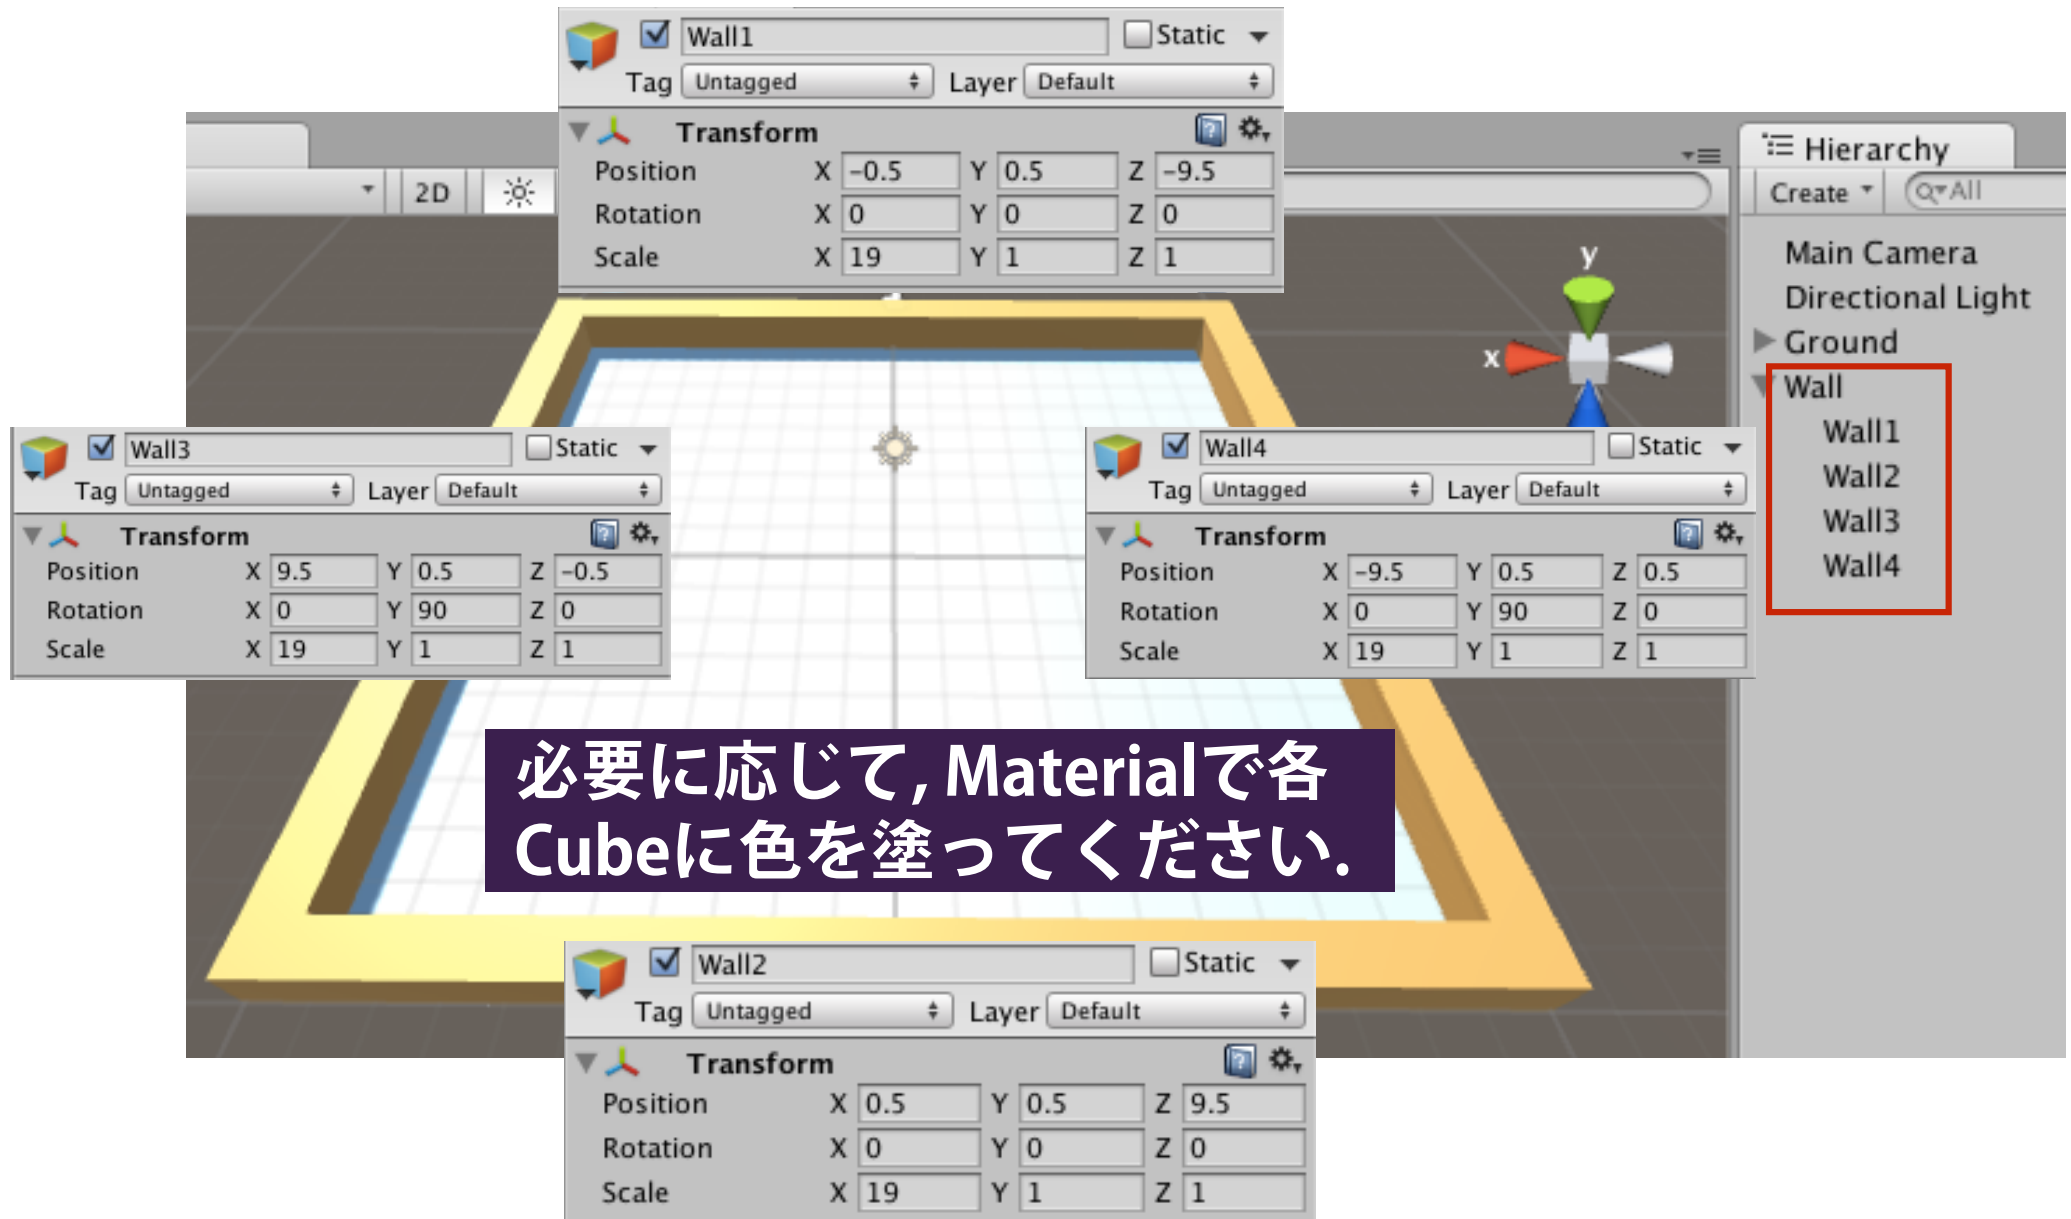 Wall1 Static
Tag Untagged Layer Default
Transform
Position X -0.5 Y 0.5 Z -9.5
Rotation X 0 Y 0 Z 0
Scale X 19 Y 1 Z 1
2D
Hierarchy
Create All
Main Camera
Directional Light
Ground
Wall
Wall1
Wall2
Wall3
Wall4
y
x
Wall3 Static
Tag Untagged Layer Default
Transform
Position X 9.5 Y 0.5 Z -0.5
Rotation X 0 Y 90 Z 0
Scale X 19 Y 1 Z 1
Wall4 Static
Tag Untagged Layer Default
Transform
Position X -9.5 Y 0.5 Z 0.5
Rotation X 0 Y 90 Z 0
Scale X 19 Y 1 Z 1
必要に応じて, Materialで各
Cubeに色を塗ってください.
Wall2 Static
Tag Untagged Layer Default
Transform
Position X 0.5 Y 0.5 Z 9.5
Rotation X 0 Y 0 Z 0
Scale X 19 Y 1 Z 1